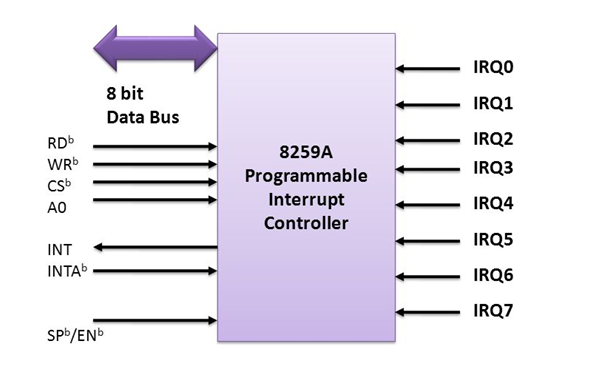 8 bit
Data Bus
RDᵇ
WRᵇ
CSᵇ
A0
INT
INTAᵇ
SPᵇ/ENᵇ
8259A
Programmable
Interrupt
Controller
IRQ0
IRQ1
IRQ2
IRQ3
IRQ4
IRQ5
IRQ6
IRQ7